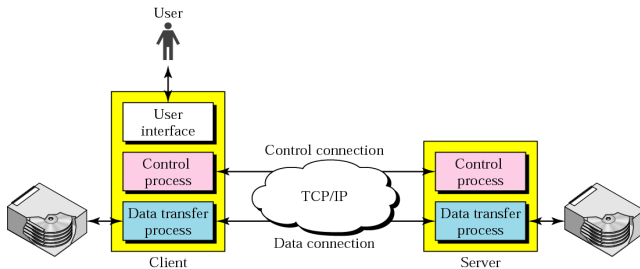 User
User
interface
Control connection
Control
process
Control
process
TCP/IP
Data transfer
process
Data transfer
process
Data connection
Client
Server